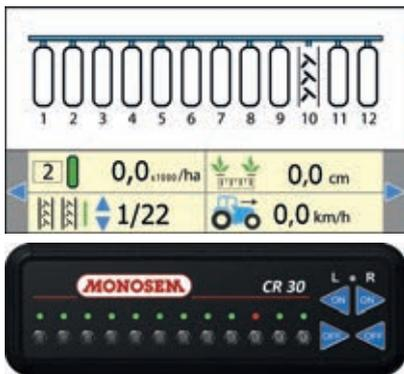 1 2 3 4 5 6 7 8 9 10 11 12
2 0,0 x1000/ha 0,0 cm
1/22 0,0 km/h
MONOSEM CR 30 L R
ON ON
OFF OFF